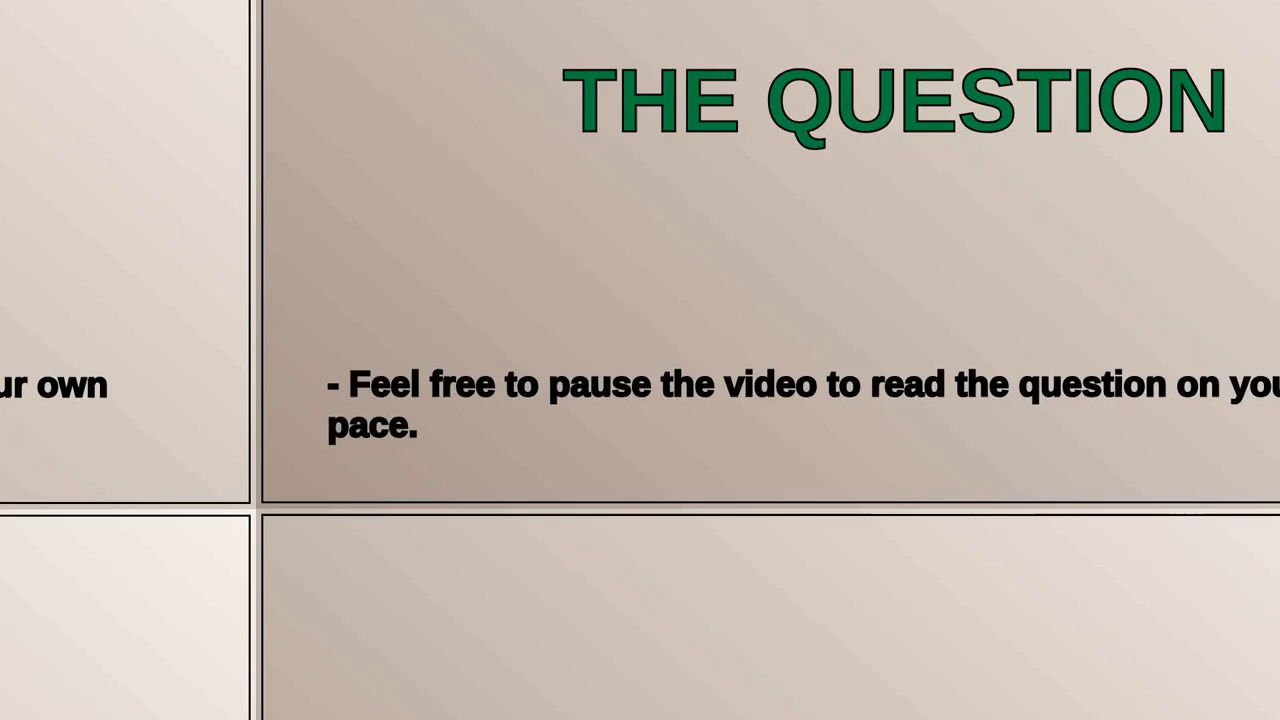 THE QUESTION
ur own
- Feel free to pause the video to read the question on you
pace.